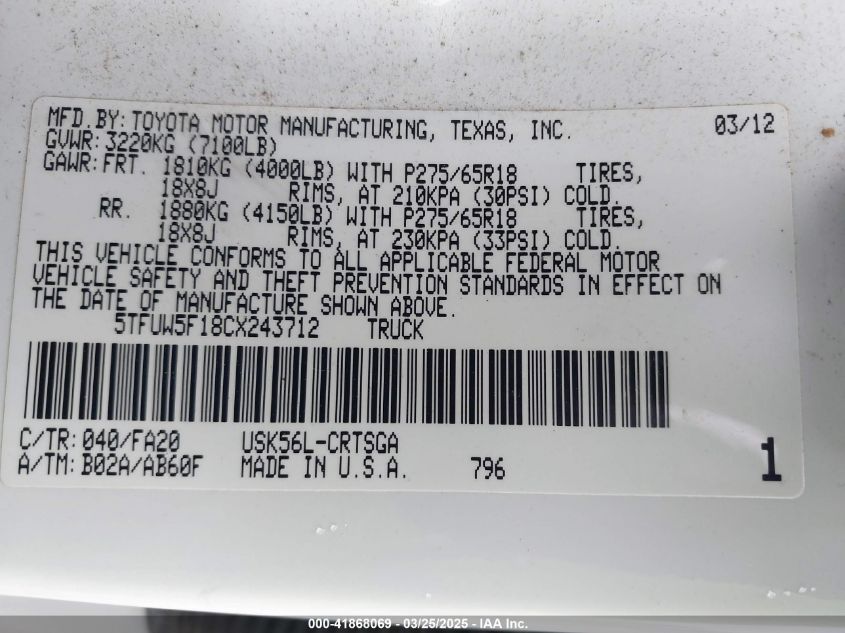 MFD.BY: TOYOTA MOTOR MANUFACTURING, TEXAS, INC. 03/12
GVWR: 3220KG (7100LB)
GAWR: FRT. 1810KG (4000LB) WITH P275/65R18 TIRES,
18X8J RIMS, AT 210KPA (30PSI) COLD.
RR. 1880KG (4150LB) WITH P275/65R18 TIRES,
18X8J RIMS, AT 230KPA (33PSI) COLD.
THIS VEHICLE CONFORMS TO ALL APPLICABLE FEDERAL MOTOR
VEHICLE SAFETY AND THEFT PREVENTION STANDARDS IN EFFECT ON
THE DATE OF MANUFACTURE SHOWN ABOVE.
5TFUW5F18CX243712 TRUCK
C/TR: 040/FA20 USK56L-CRTSGA
A/TM: B02A/AB60F MADE IN U.S.A. 796 1
000-41868069 - 03/25/2025 - IAA Inc.